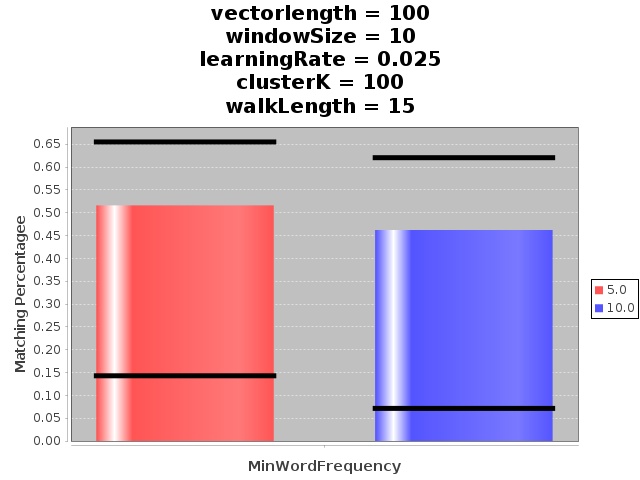 vectorlength = 100
windowSize = 10
learningRate = 0.025
clusterK = 100
walkLength = 15
0.65
0.60
0.55
0.50
0.45
0.40
0.35
0.30
0.25
0.20
0.15
0.10
0.05
0.00
Matching Percentagee
MinWordFrequency
5.0
10.0